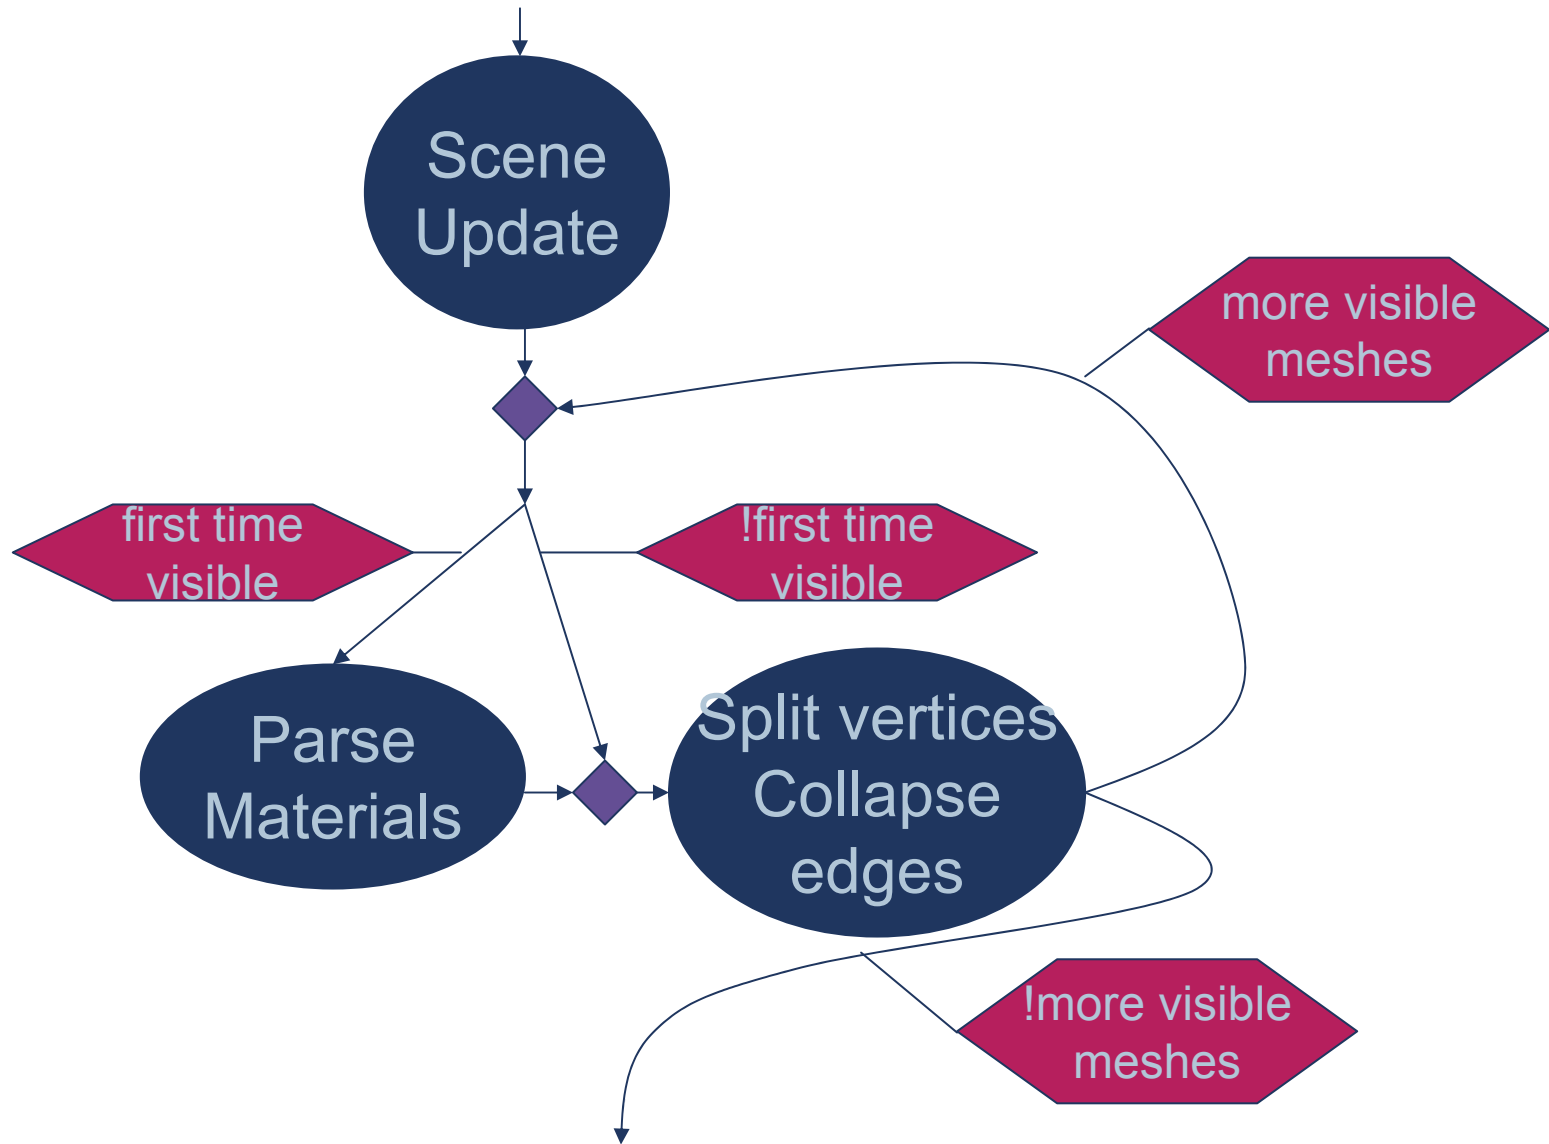 Scene
Update
more visible
meshes
first time
visible
!first time
visible
Parse
Materials
Split vertices
Collapse
edges
!more visible
meshes